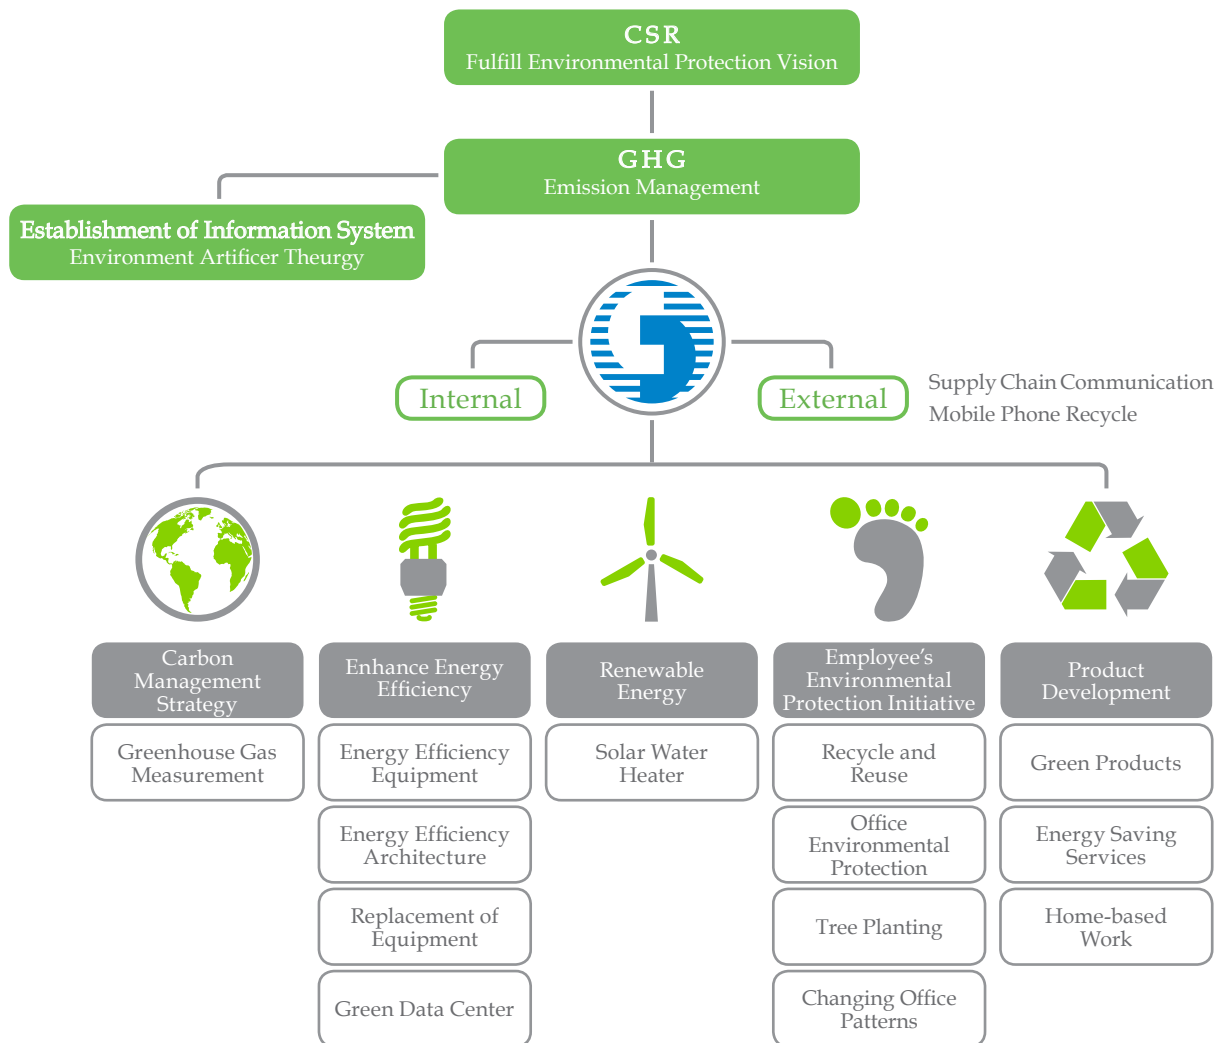 CSR
Fulfill Environmental Protection Vision
GHG
Emission Management
Establishment of Information System
Environment Artificer Theurgy
Internal
External
Supply Chain Communication
Mobile Phone Recycle
Carbon
Management
Strategy
Greenhouse Gas
Measurement
Enhance Energy
Efficiency
Energy Efficiency
Equipment
Energy Efficiency
Architecture
Replacement of
Equipment
Green Data Center
Renewable
Energy
Solar Water
Heater
Employee's
Environmental
Protection Initiative
Recycle and
Reuse
Office
Environmental
Protection
Tree Planting
Changing Office
Patterns
Product
Development
Green Products
Energy Saving
Services
Home-based
Work